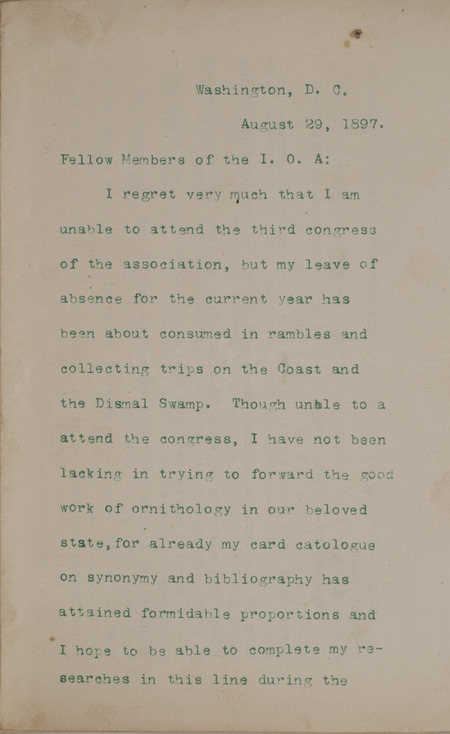 Washington, D. C.
August 29, 1897.
Fellow Members of the I. O. A:
I regret very much that I am
unable to attend the third congress
of the association, but my leave of
absence for the current year has
been about consumed in rambles and
collecting trips on the Coast and
the Dismal Swamp. Though unable to a
attend the congress, I have not been
lacking in trying to forward the good
work of ornithology in our beloved
state, for already my card catologue
on synonymy and bibliography has
attained formidable proportions and
I hope to be able to complete my re-
searches in this line during the